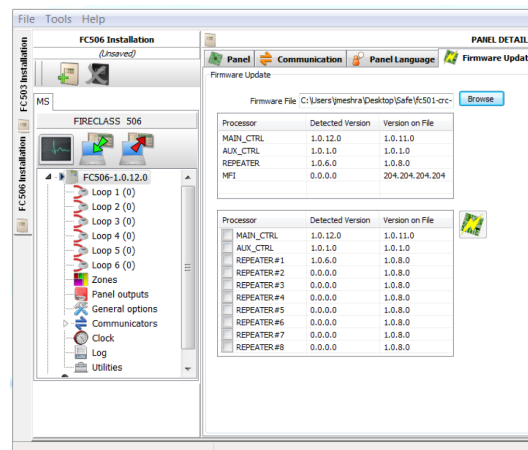 File Tools Help
FC506 Installation
(Unsaved)
PANEL DETAIL
FC503 Installation
FC506 Installation
Panel Communication Panel Language Firmware Updat
Firmware Update
Firmware File C:\Users\jmeshra\Desktop\Safe\fc501-crc- Browse
MS
FIRECLASS 506
Processor Detected Version Version on File
MAIN_CTRL 1.0.12.0 1.0.11.0
AUX_CTRL 1.0.1.0 1.0.1.0
REPEATER 1.0.6.0 1.0.8.0
MFI 0.0.0.0 204.204.204.204
FC506-1.0.12.0
Loop 1 (0)
Loop 2 (0)
Loop 3 (0)
Loop 4 (0)
Loop 5 (0)
Loop 6 (0)
Zones
Panel outputs
General options
Communicators
Clock
Log
Utilities
Processor Detected Version Version on File
MAIN_CTRL 1.0.12.0 1.0.11.0
AUX_CTRL 1.0.1.0 1.0.1.0
REPEATER#1 1.0.6.0 1.0.8.0
REPEATER#2 0.0.0.0 1.0.8.0
REPEATER#3 0.0.0.0 1.0.8.0
REPEATER#4 0.0.0.0 1.0.8.0
REPEATER#5 0.0.0.0 1.0.8.0
REPEATER#6 0.0.0.0 1.0.8.0
REPEATER#7 0.0.0.0 1.0.8.0
REPEATER#8 0.0.0.0 1.0.8.0